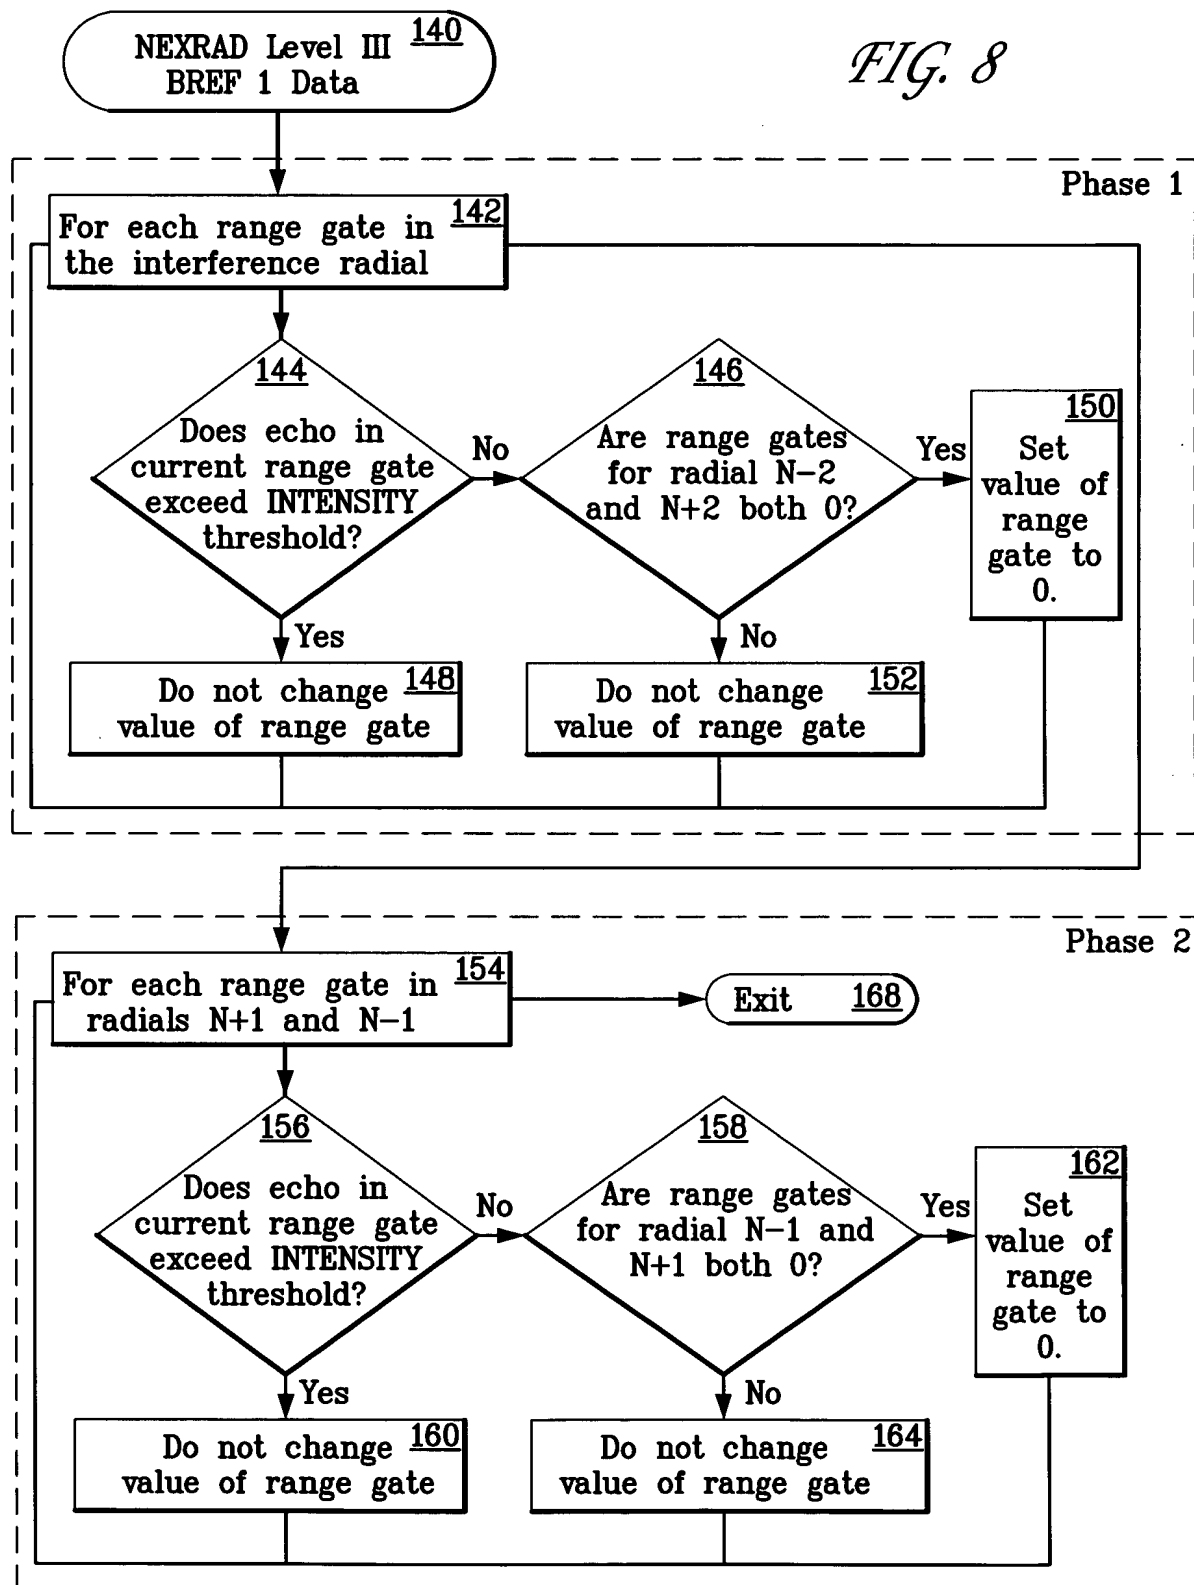 NEXRAD Level III 140
BREF 1 Data
FIG. 8
Phase 1
For each range gate in 142
the interference radial
144
Does echo in
current range gate
exceed INTENSITY
threshold?
No
146
Are range gates
for radial N-2
and N+2 both 0?
Yes
150
Set
value of
range
gate to
0.
Yes
No
Do not change 148
value of range gate
Do not change 152
value of range gate
Phase 2
For each range gate in 154
radials N+1 and N-1
Exit 168
156
Does echo in
current range gate
exceed INTENSITY
threshold?
No
158
Are range gates
for radial N-1 and
N+1 both 0?
Yes
162
Set
value of
range
gate to
0.
Yes
No
Do not change 160
value of range gate
Do not change 164
value of range gate